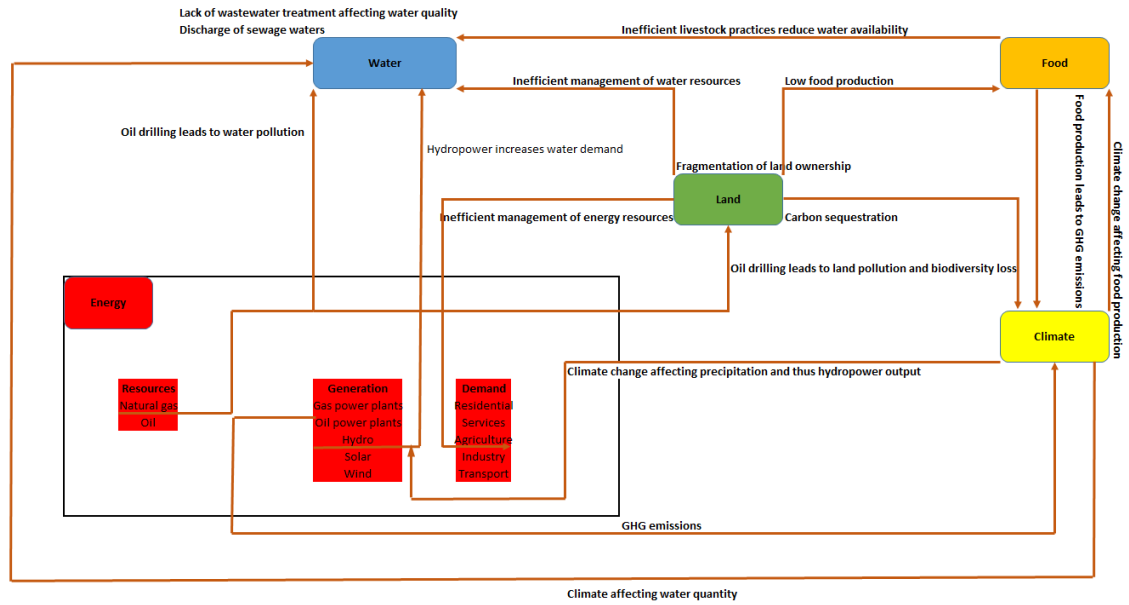 Lack of wastewater treatment affecting water quality
Discharge of sewage waters
Inefficient livestock practices reduce water availability
Water
Food
Inefficient management of water resources
Low food production
Oil drilling leads to water pollution
Hydropower increases water demand
Food production leads to GHG emissions
Climate change affecting food production
Fragmentation of land ownership
Land
Inefficient management of energy resources
Carbon sequestration
Oil drilling leads to land pollution and biodiversity loss
Energy
Climate
Climate change affecting precipitation and thus hydropower output
Resources
Natural gas
Oil
Generation
Gas power plants
Oil power plants
Hydro
Solar
Wind
Demand
Residential
Services
Agriculture
Industry
Transport
GHG emissions
Climate affecting water quantity